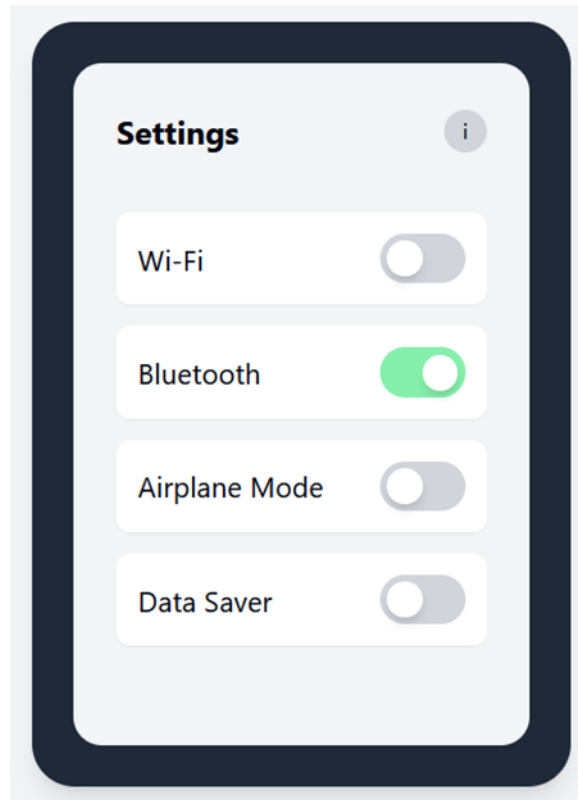 Settings
i
Wi-Fi
Bluetooth
Airplane Mode
Data Saver